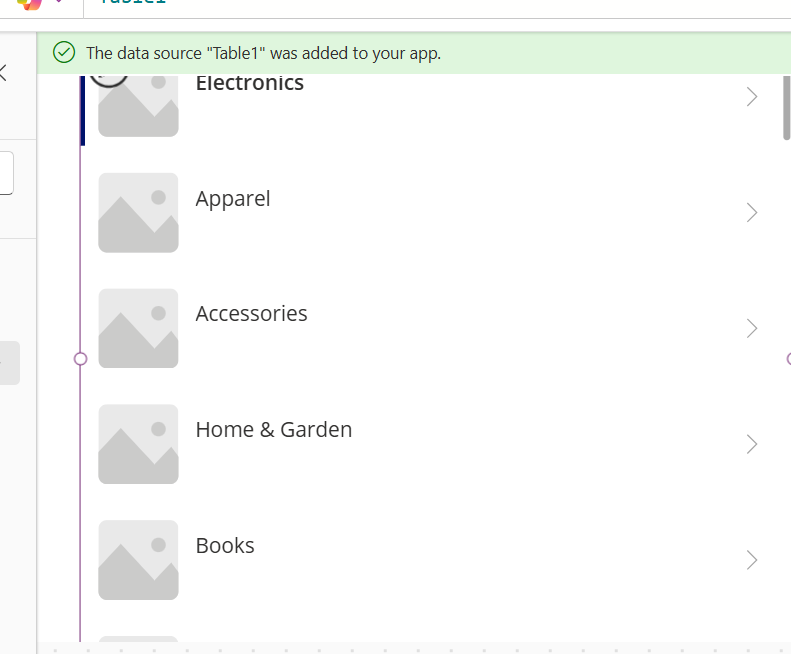 Table1
The data source "Table1" was added to your app.
Electronics
Apparel
Accessories
Home & Garden
Books